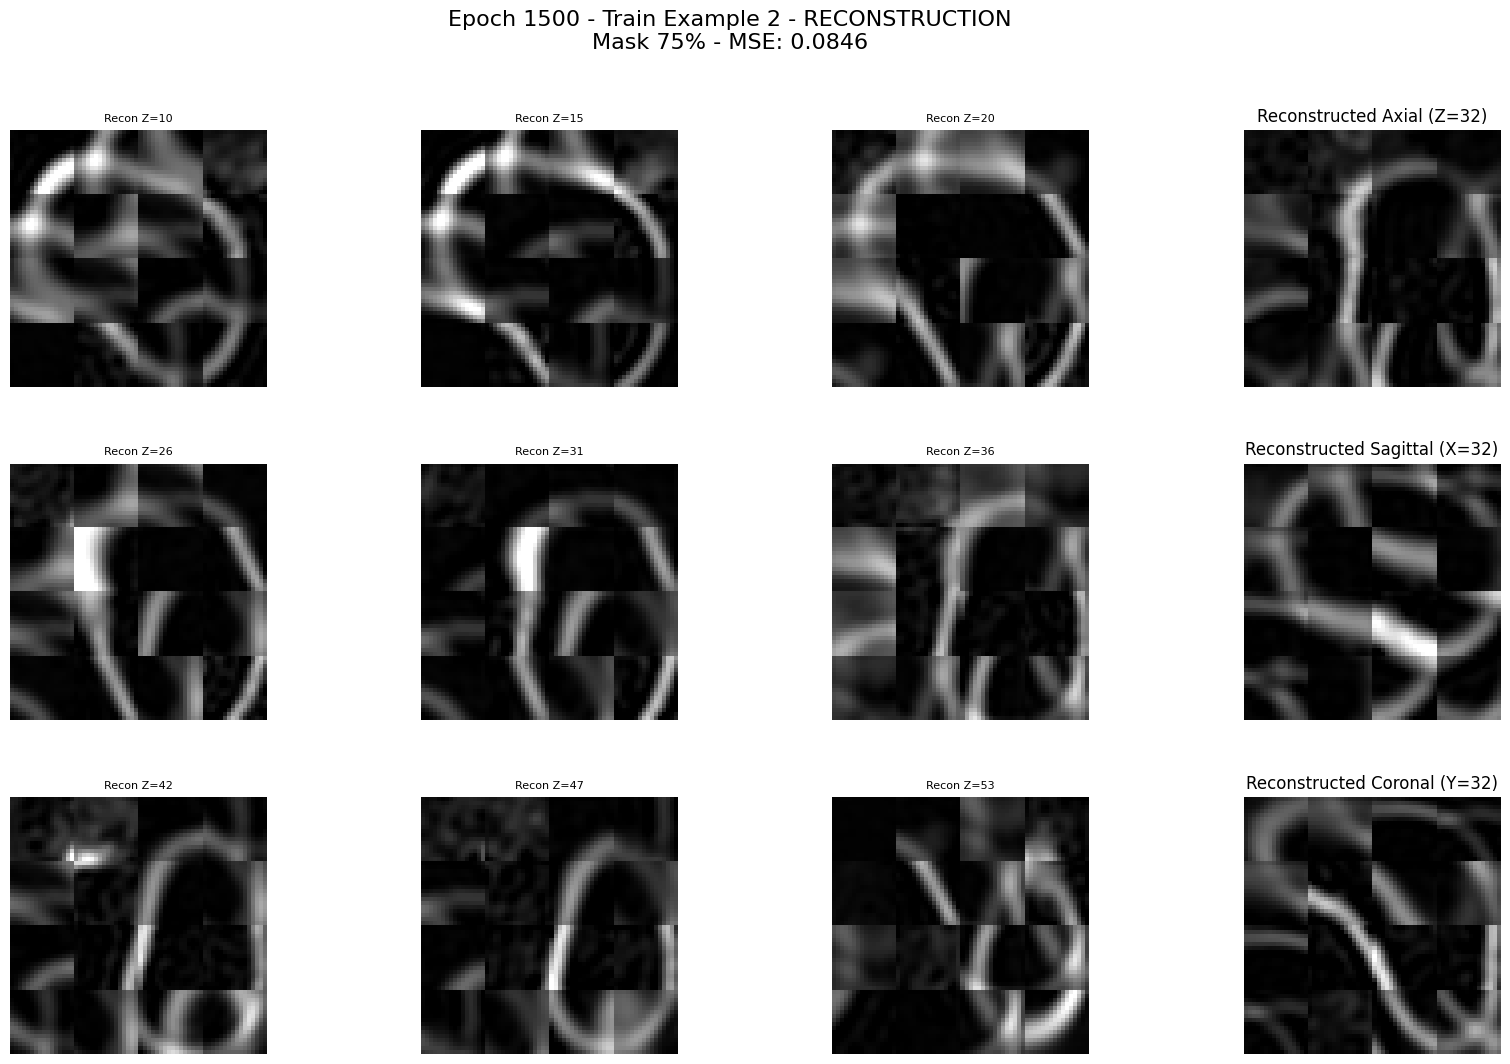 Epoch 1500 - Train Example 2 - RECONSTRUCTION
Mask 75% - MSE: 0.0846
Recon Z=10
Recon Z=15
Recon Z=20
Reconstructed Axial (Z=32)
Recon Z=26
Recon Z=31
Recon Z=36
Reconstructed Sagittal (X=32)
Recon Z=42
Recon Z=47
Recon Z=53
Reconstructed Coronal (Y=32)